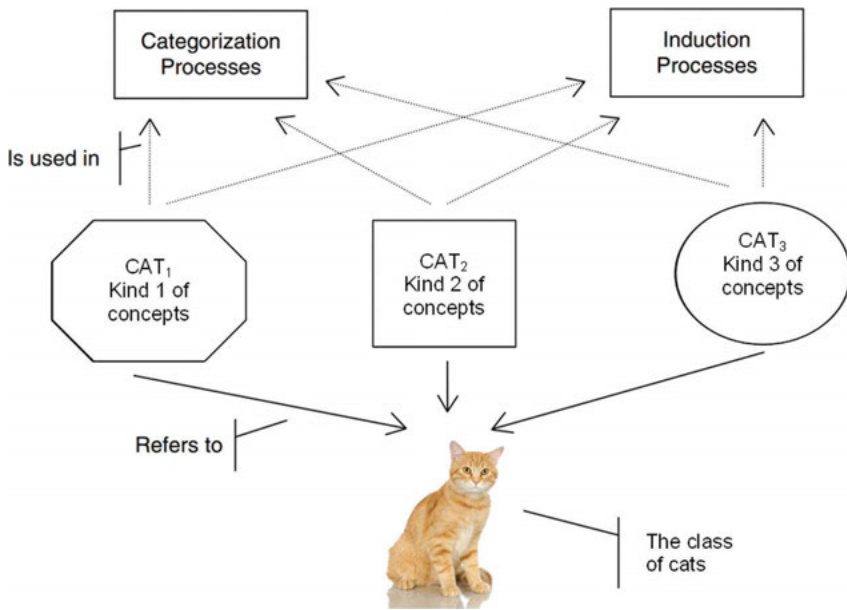 Categorization
Processes
Induction
Processes
Is used in
CAT₁
Kind 1 of
concepts
CAT₂
Kind 2 of
concepts
CAT₃
Kind 3 of
concepts
Refers to
The class
of cats